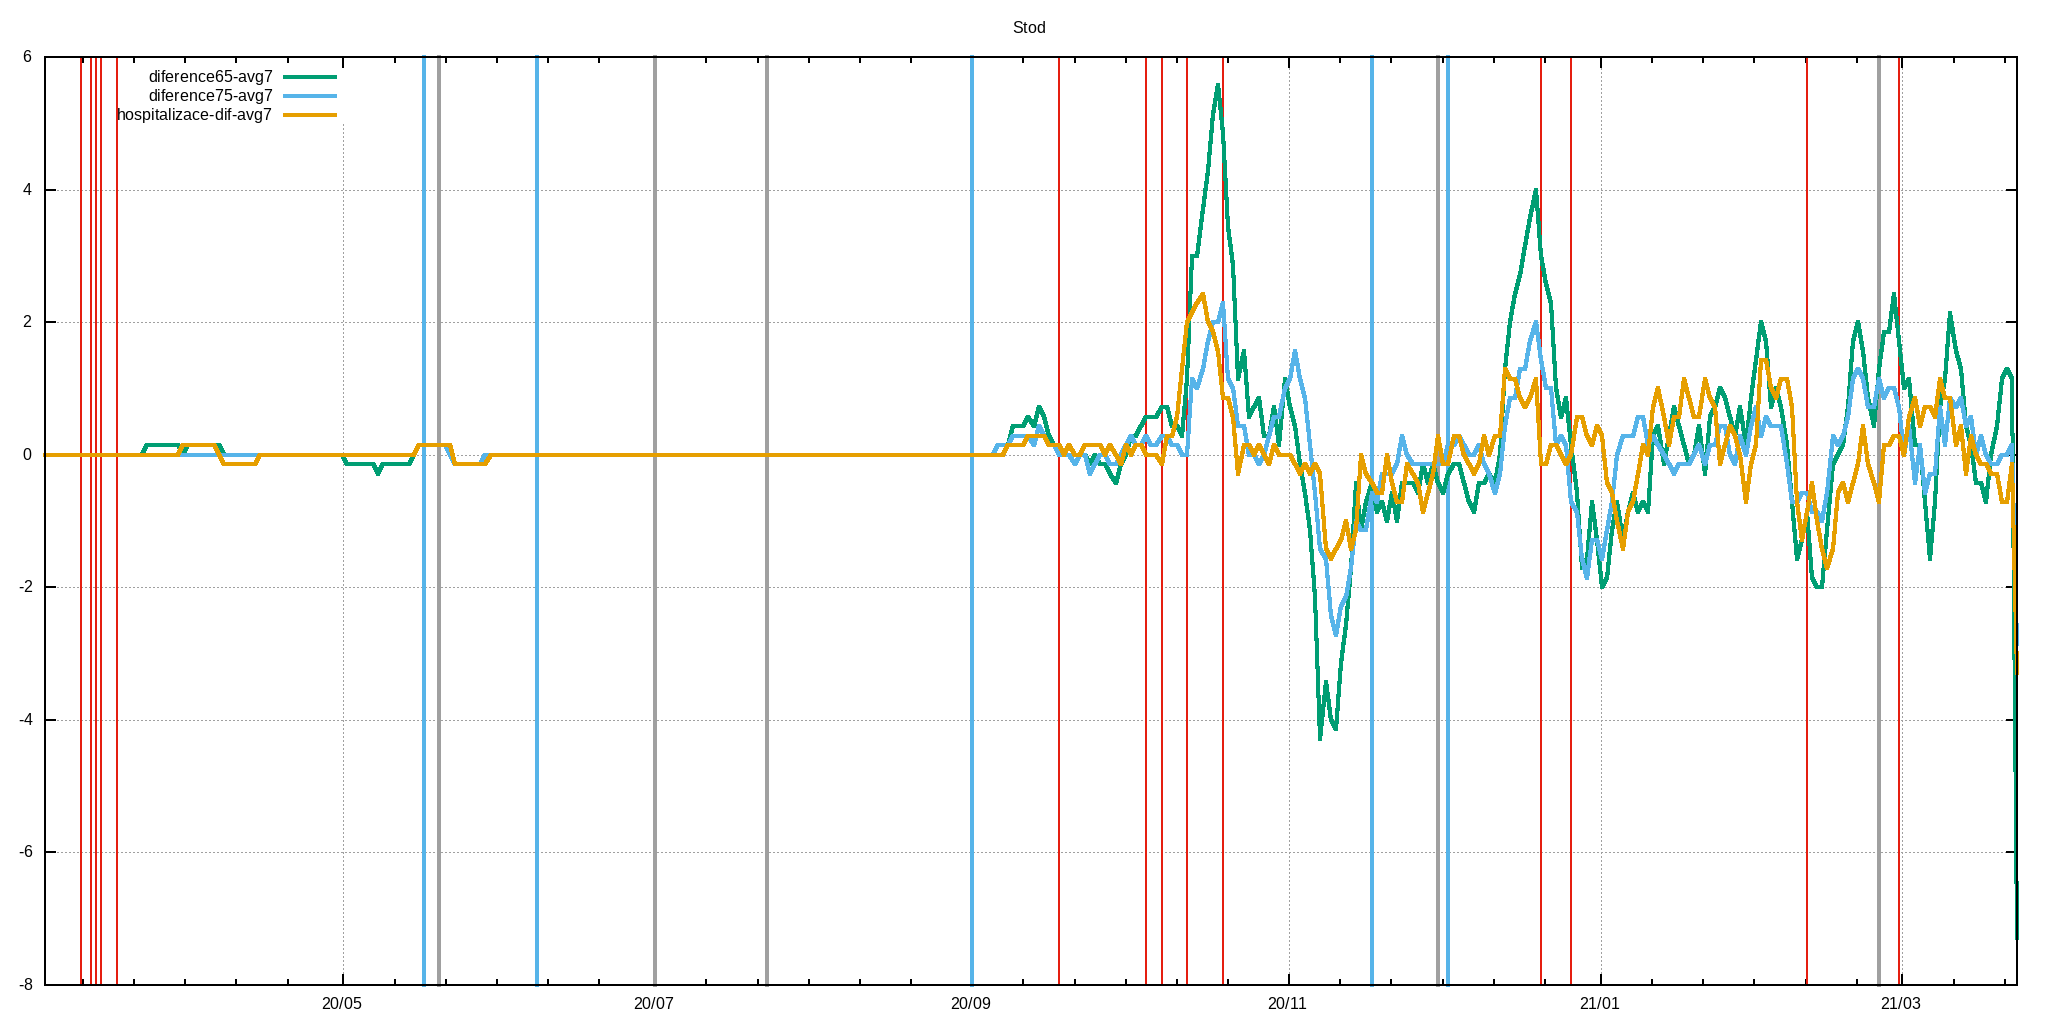 Stod
diference65-avg7
diference75-avg7
hospitalizace-dif-avg7
6
4
2
0
-2
-4
-6
-8
20/05 20/07 20/09 20/11 21/01 21/03